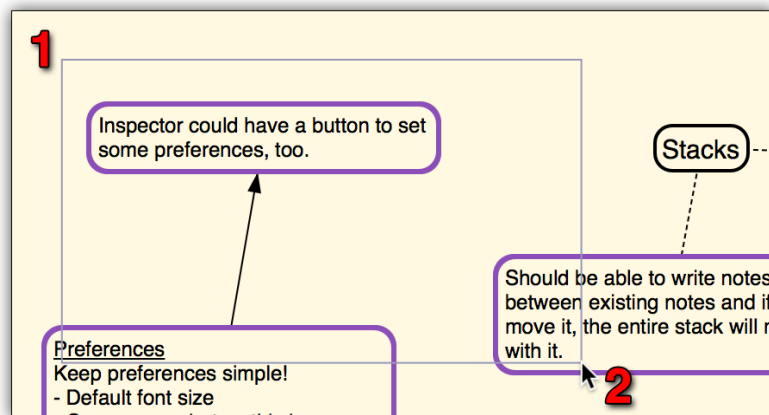 1
Inspector could have a button to set
some preferences, too.
Stacks
Should be able to write notes
between existing notes and if
move it, the entire stack will
with it.
Preferences
Keep preferences simple!
- Default font size
2